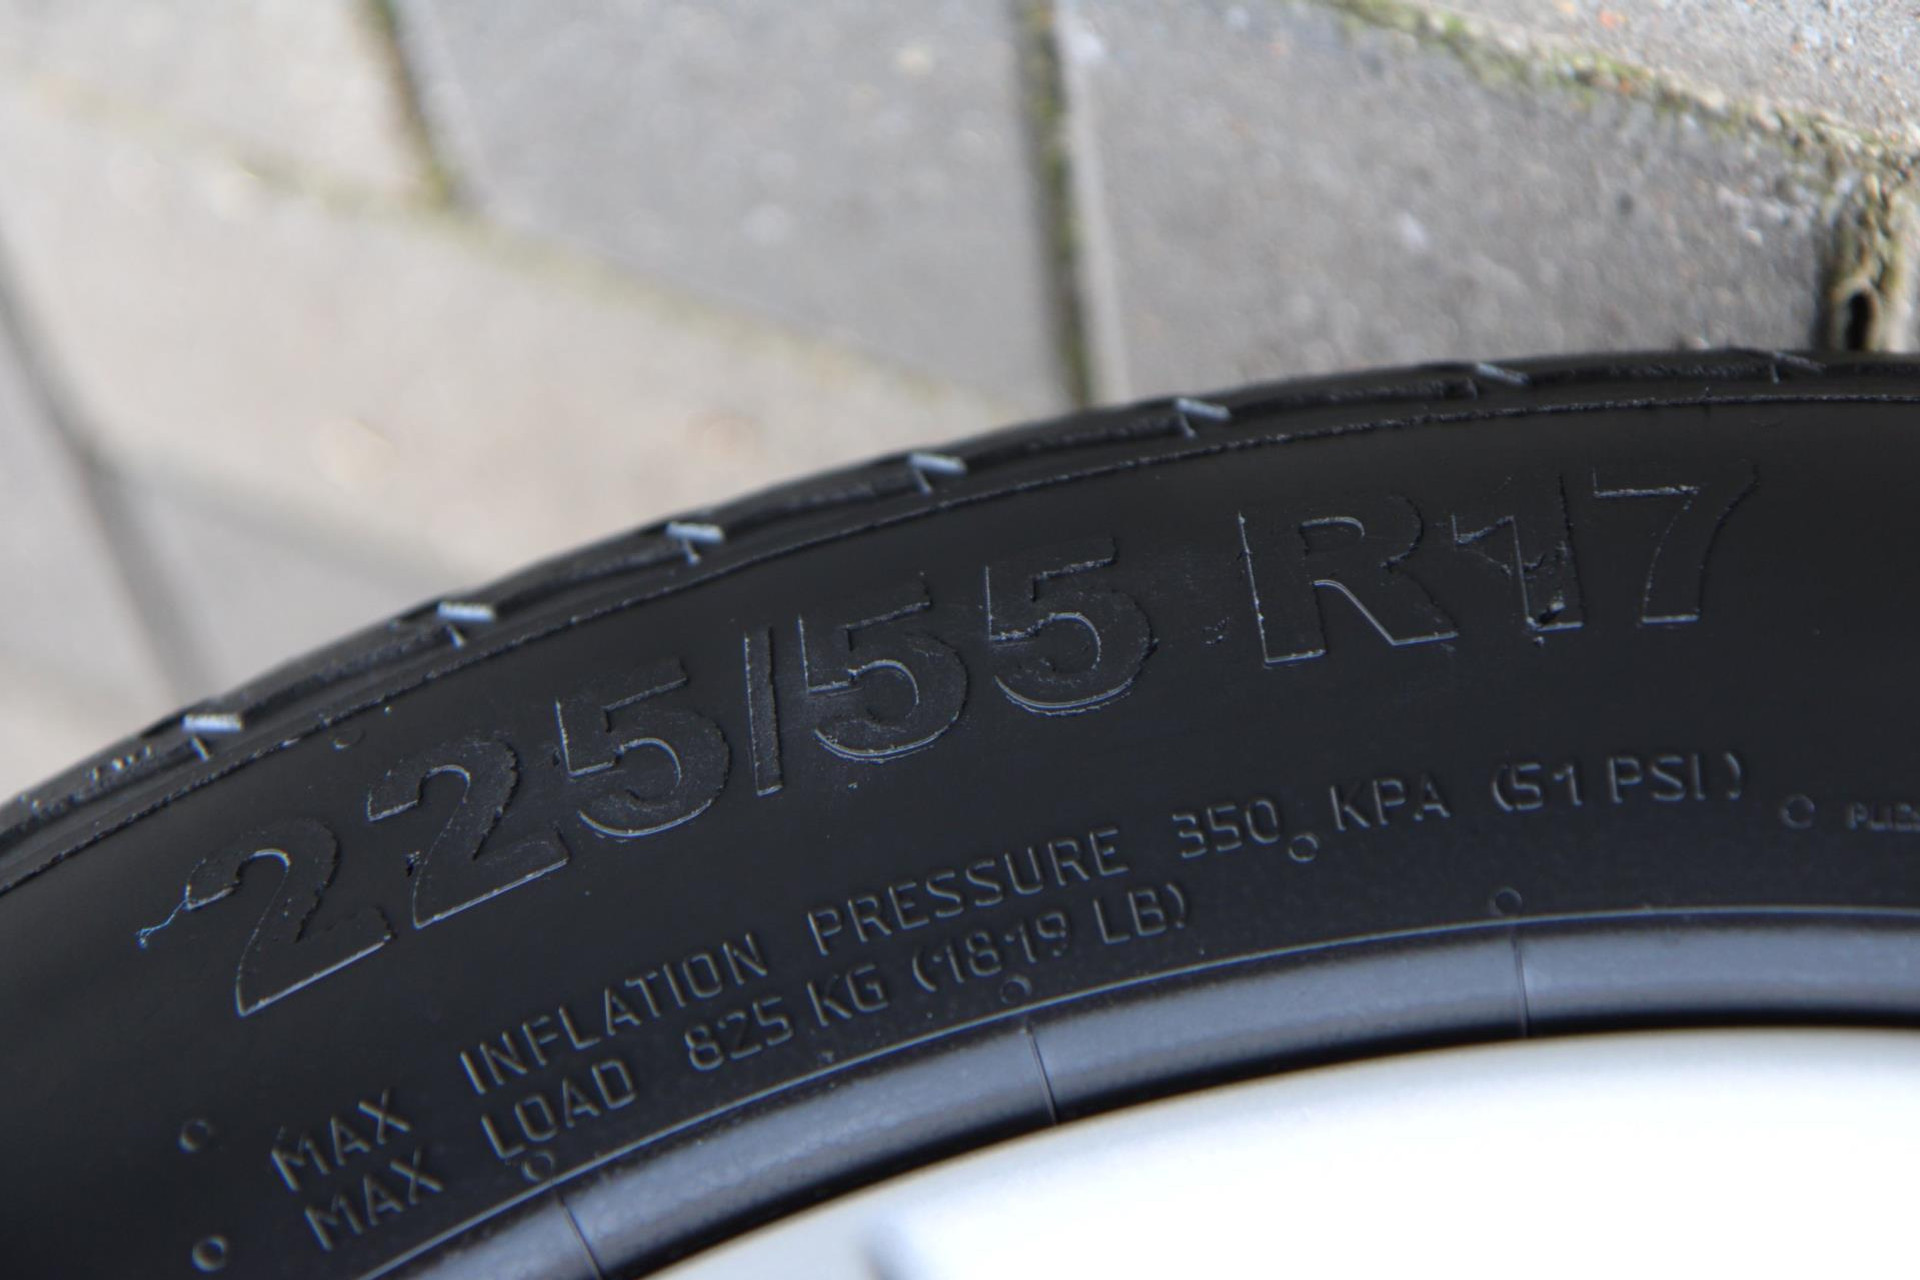 225/55 R17
MAX INFLATION PRESSURE 350 KPA (51 PSI)
MAX LOAD 825 KG (1819 LB)